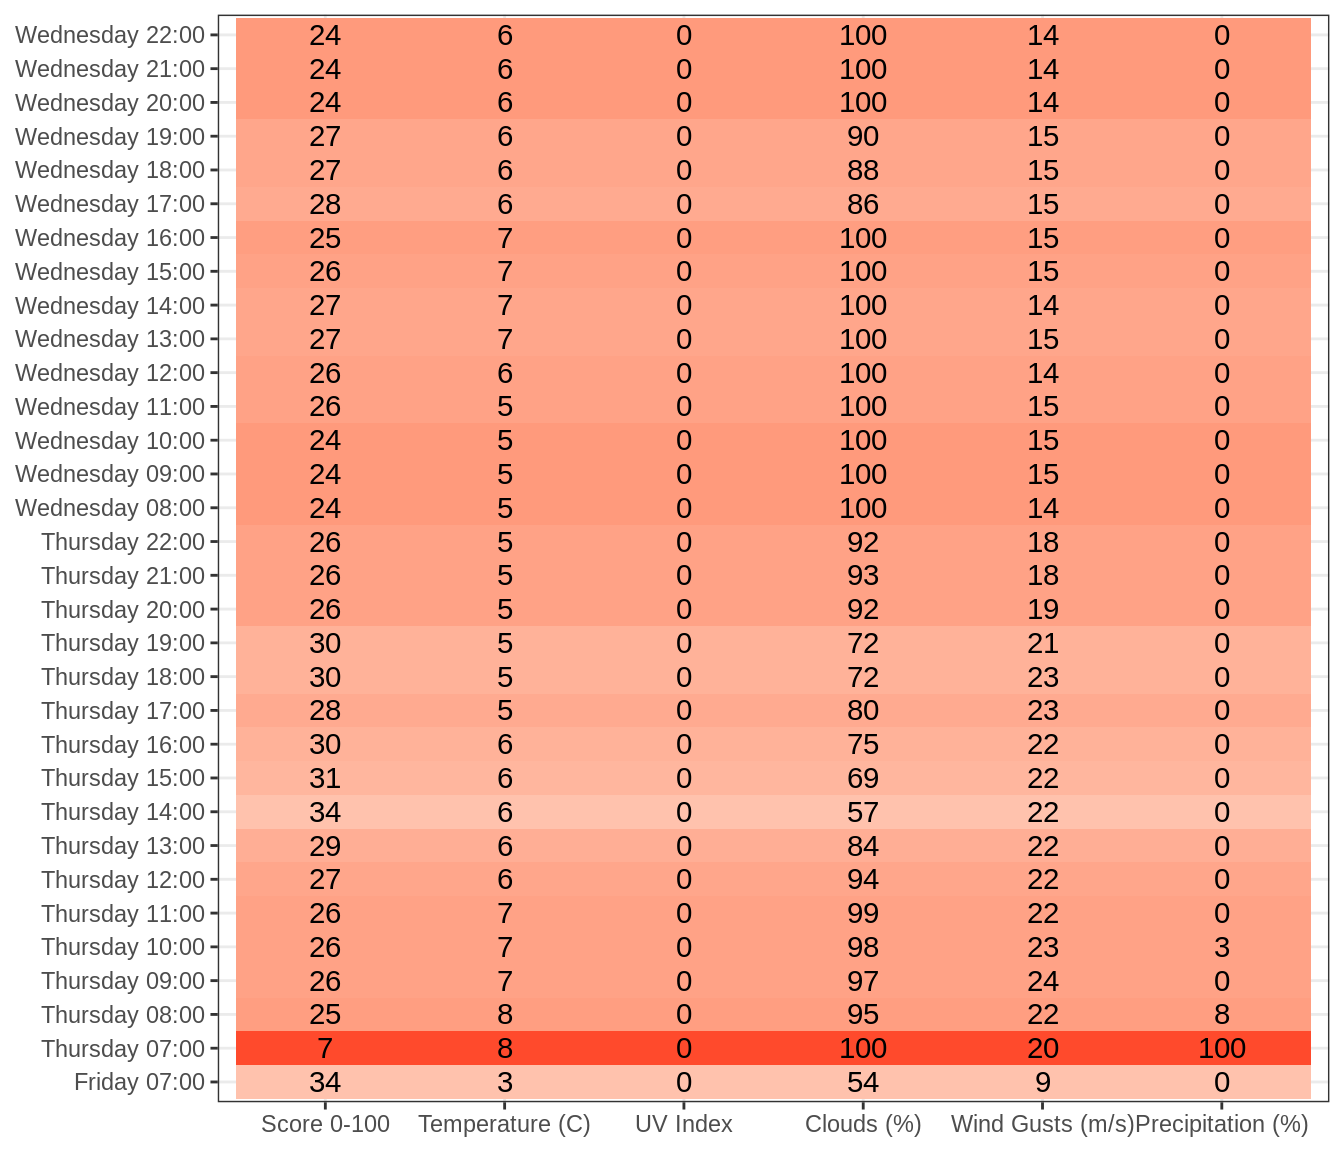 Wednesday 22:00 24 6 0 100 14 0
Wednesday 21:00 24 6 0 100 14 0
Wednesday 20:00 24 6 0 100 14 0
Wednesday 19:00 27 6 0 90 15 0
Wednesday 18:00 27 6 0 88 15 0
Wednesday 17:00 28 6 0 86 15 0
Wednesday 16:00 25 7 0 100 15 0
Wednesday 15:00 26 7 0 100 15 0
Wednesday 14:00 27 7 0 100 14 0
Wednesday 13:00 27 7 0 100 15 0
Wednesday 12:00 26 6 0 100 14 0
Wednesday 11:00 26 5 0 100 15 0
Wednesday 10:00 24 5 0 100 15 0
Wednesday 09:00 24 5 0 100 15 0
Wednesday 08:00 24 5 0 100 14 0
Thursday 22:00 26 5 0 92 18 0
Thursday 21:00 26 5 0 93 18 0
Thursday 20:00 26 5 0 92 19 0
Thursday 19:00 30 5 0 72 21 0
Thursday 18:00 30 5 0 72 23 0
Thursday 17:00 28 5 0 80 23 0
Thursday 16:00 30 6 0 75 22 0
Thursday 15:00 31 6 0 69 22 0
Thursday 14:00 34 6 0 57 22 0
Thursday 13:00 29 6 0 84 22 0
Thursday 12:00 27 6 0 94 22 0
Thursday 11:00 26 7 0 99 22 0
Thursday 10:00 26 7 0 98 23 3
Thursday 09:00 26 7 0 97 24 0
Thursday 08:00 25 8 0 95 22 8
Thursday 07:00 7 8 0 100 20 100
Friday 07:00 34 3 0 54 9 0
Score 0-100 Temperature (C) UV Index Clouds (%) Wind Gusts (m/s) Precipitation (%)